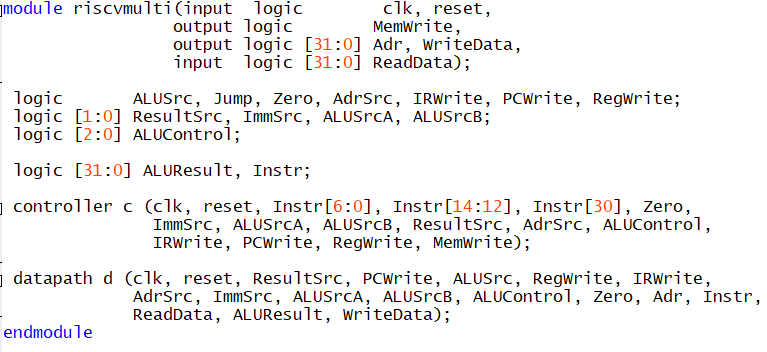 module riscvmulti(input  logic         clk, reset,
                  output logic         MemWrite,
                  output logic [31:0] Adr, WriteData,
                  input  logic [31:0] ReadData);
logic       ALUSrc, Jump, Zero, AdrSrc, IRWrite, PCWrite, RegWrite;
logic [1:0] ResultSrc, ImmSrc, ALUSrcA, ALUSrcB;
logic [2:0] ALUControl;
logic [31:0] ALUResult, Instr;
controller c (clk, reset, Instr[6:0], Instr[14:12], Instr[30], Zero,
              ImmSrc, ALUSrcA, ALUSrcB, ResultSrc, AdrSrc, ALUControl,
              IRWrite, PCWrite, RegWrite, MemWrite);
datapath d (clk, reset, ResultSrc, PCWrite, ALUSrc, RegWrite, IRWrite,
            AdrSrc, ImmSrc, ALUSrcA, ALUSrcB, ALUControl, Zero, Adr, Instr,
            ReadData, ALUResult, WriteData);
endmodule